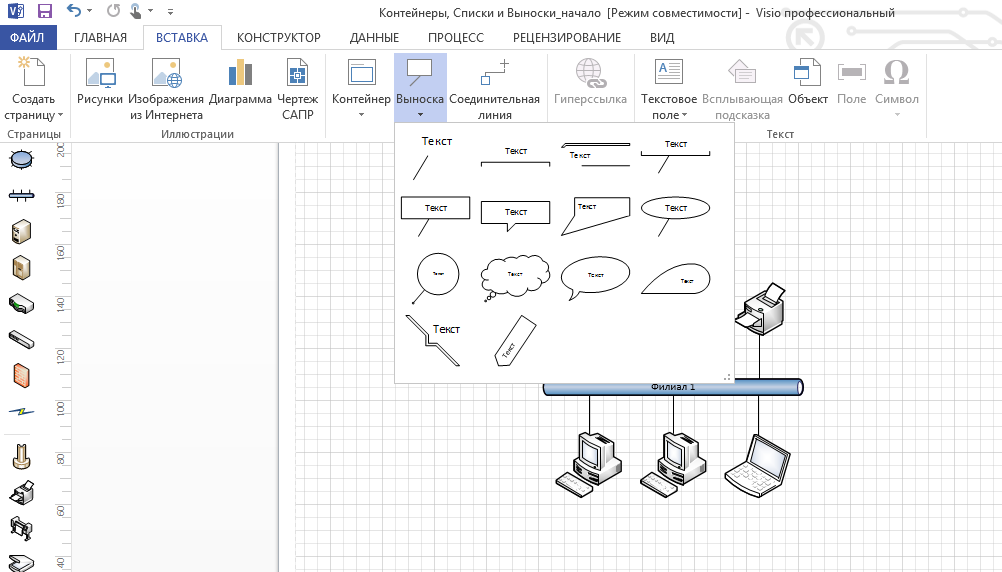 Контейнеры, Списки и Выноски_начало [Режим совместимости] - Visio профессиональный
ФАЙЛ ГЛАВНАЯ ВСТАВКА КОНСТРУКТОР ДАННЫЕ ПРОЦЕСС РЕЦЕНЗИРОВАНИЕ ВИД
Создать Рисунки Изображения Диаграмма Чертеж Контейнер Выноска Соединительная Гиперссылка Текстовое Всплывающая Объект Поле Символ
страницу из Интернета САПР линия поле подсказка
Страницы Иллюстрации Текст
Текст Текст Текст Текст
Текст Текст Текст Текст
Текст Текст Текст Текст
Текст Текст
Филиал 1
200
180
160
140
120
100
80
60
40